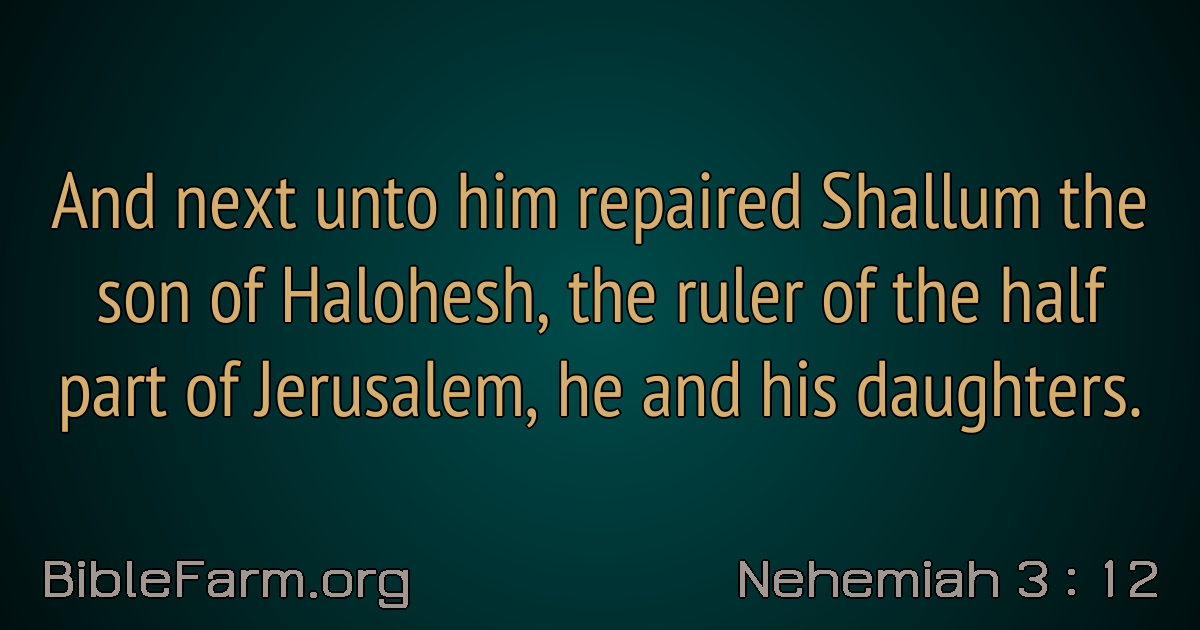 And next unto him repaired Shallum the
son of Halohesh, the ruler of the half
part of Jerusalem, he and his daughters.
BibleFarm.org
Nehemiah 3 : 12